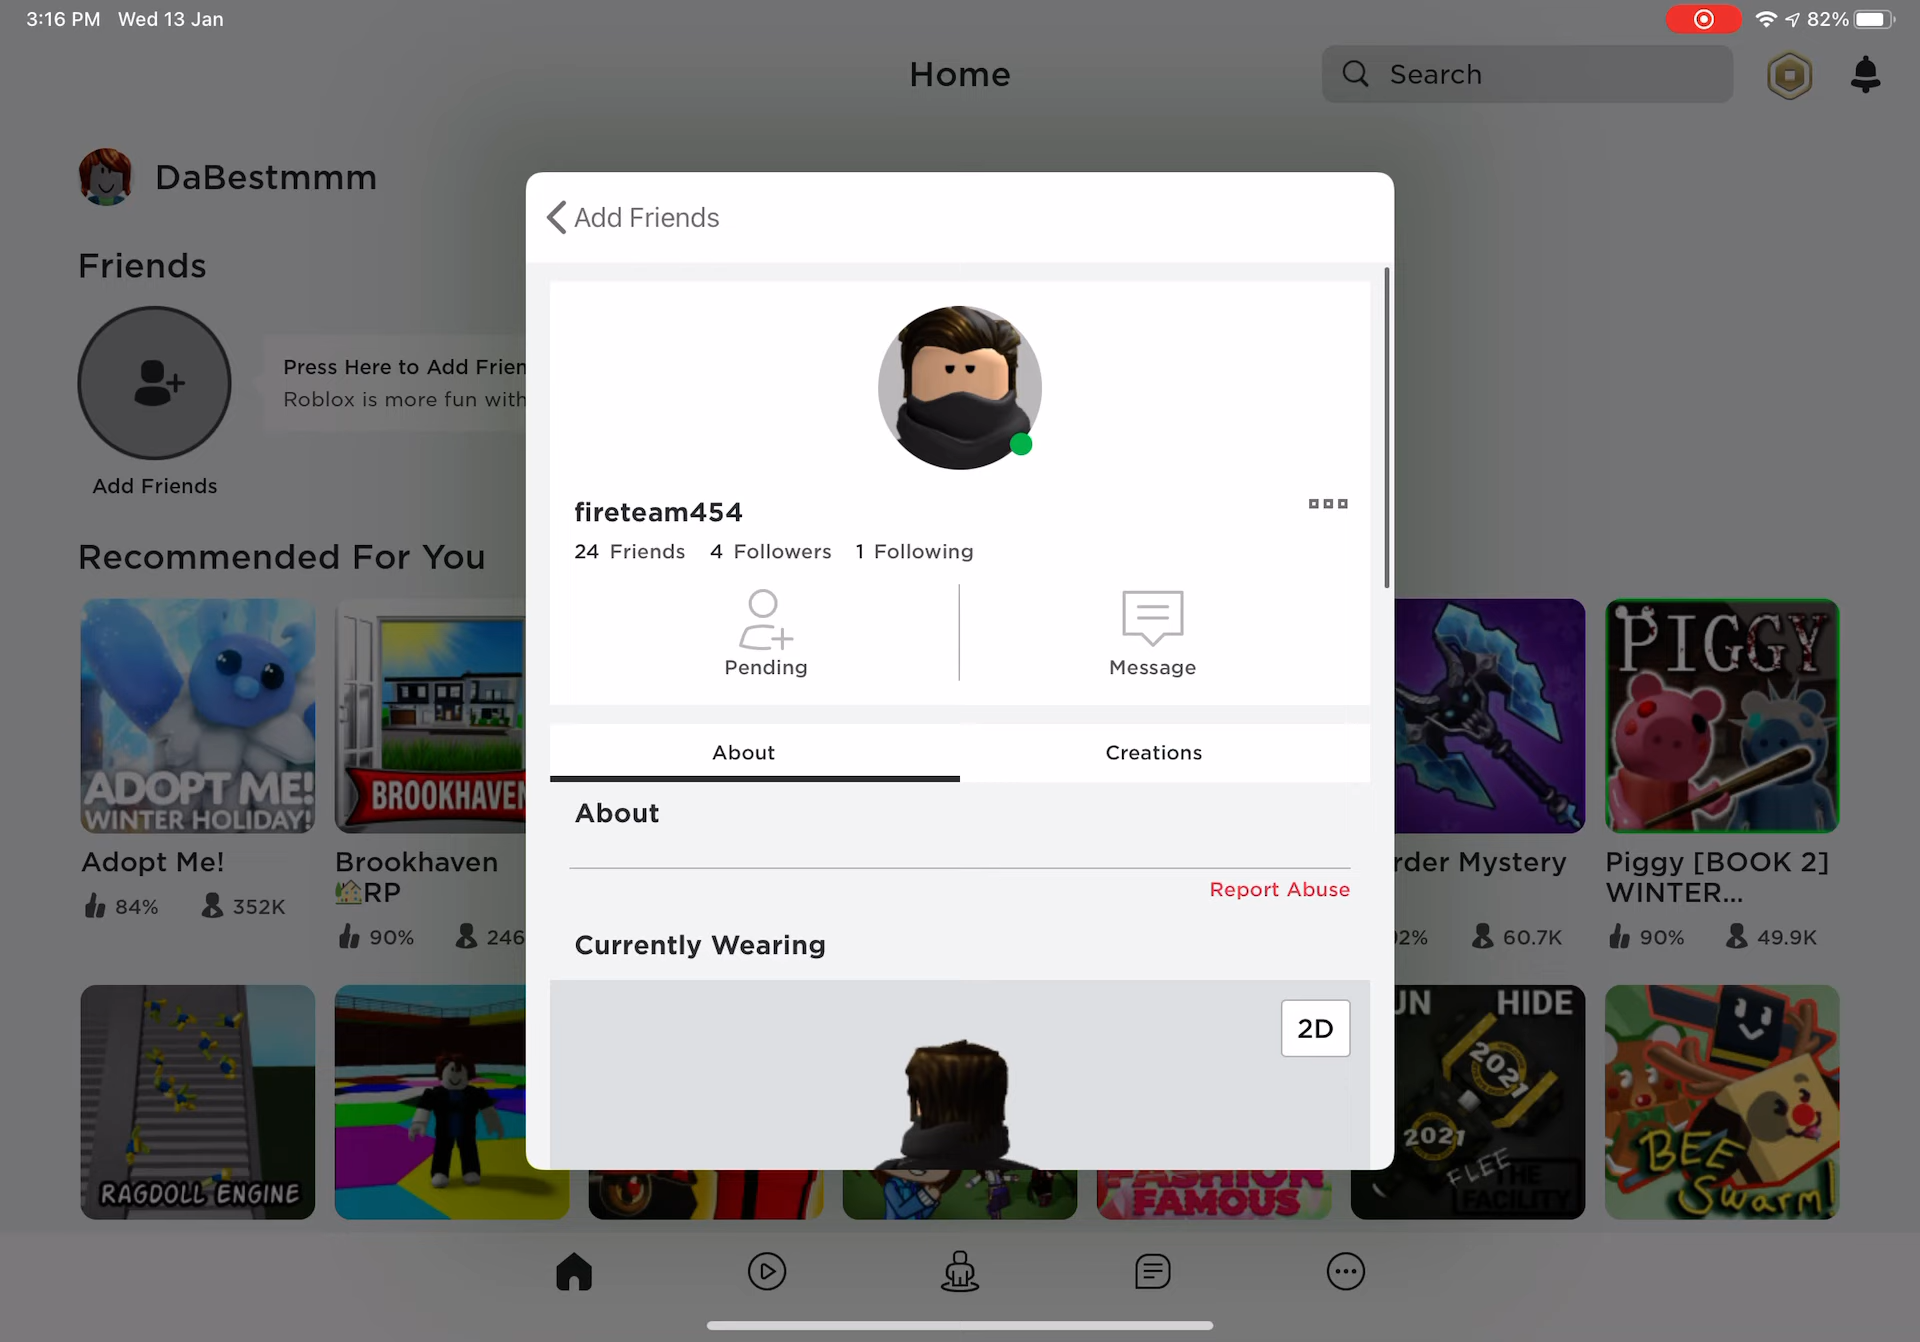 3:16 PM Wed 13 Jan
82%
Home
Search
DaBestmmm
Friends
Press Here to Add Frien
Roblox is more fun with
Add Friends
Recommended For You
ADOPT ME!
WINTER HOLIDAY!
BROOKHAVEN
PIGGY
Adopt Me!
84% 352K
Brookhaven
🏡RP
90% 246
rder Mystery
92% 60.7K
Piggy [BOOK 2]
WINTER...
90% 49.9K
RAGDOLL ENGINE
FASHION
FAMOUS
UN HIDE
2021
2021
FLEE
THE
FACILITY
BEE
Swarm!
Add Friends
fireteam454
24 Friends 4 Followers 1 Following
Pending
Message
About
Creations
About
Report Abuse
Currently Wearing
2D